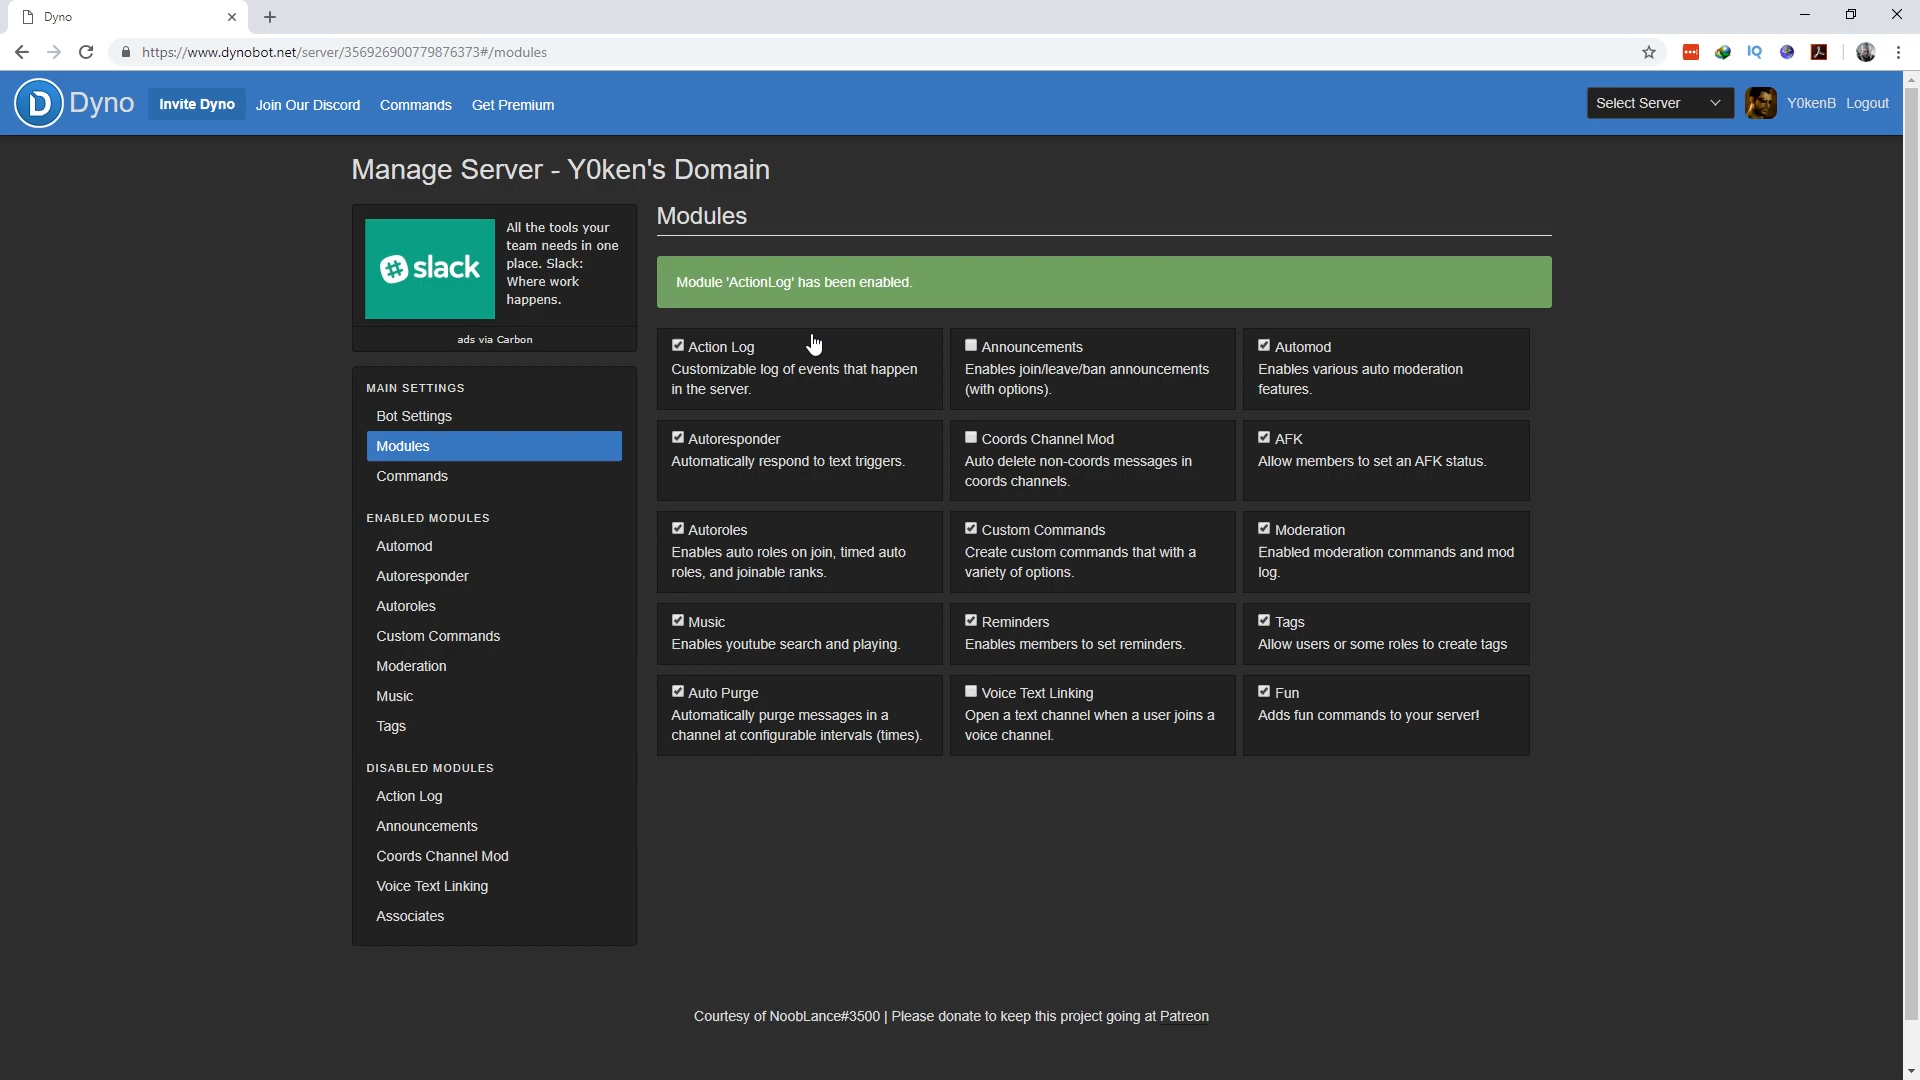 Dyno
https://www.dynobot.net/server/356926900779876373#/modules
IQ
D Dyno
Invite Dyno
Join Our Discord
Commands
Get Premium
Select Server
Y0kenB
Logout
Manage Server - Y0ken's Domain
slack
All the tools your
team needs in one
place. Slack:
Where work
happens.
ads via Carbon
MAIN SETTINGS
Bot Settings
Modules
Commands
ENABLED MODULES
Automod
Autoresponder
Autoroles
Custom Commands
Moderation
Music
Tags
DISABLED MODULES
Action Log
Announcements
Coords Channel Mod
Voice Text Linking
Associates
Modules
Module 'ActionLog' has been enabled.
Action Log
Customizable log of events that happen
in the server.
Announcements
Enables join/leave/ban announcements
(with options).
Automod
Enables various auto moderation
features.
Autoresponder
Automatically respond to text triggers.
Coords Channel Mod
Auto delete non-coords messages in
coords channels.
AFK
Allow members to set an AFK status.
Autoroles
Enables auto roles on join, timed auto
roles, and joinable ranks.
Custom Commands
Create custom commands that with a
variety of options.
Moderation
Enabled moderation commands and mod
log.
Music
Enables youtube search and playing.
Reminders
Enables members to set reminders.
Tags
Allow users or some roles to create tags
Auto Purge
Automatically purge messages in a
channel at configurable intervals (times).
Voice Text Linking
Open a text channel when a user joins a
voice channel.
Fun
Adds fun commands to your server!
Courtesy of NoobLance#3500 | Please donate to keep this project going at Patreon